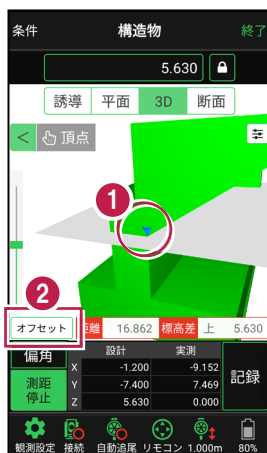 条件 構造物 終了
5.630
誘導 平面 3D 断面
< 頂点
1
2
オフセット 距離 16.862 標高差 上 5.630
偏角 設計 実測
X -1.200 -9.152
測距 停止 Y -7.400 7.469 記録
Z 5.630 0.000
観測設定 接続 自動追尾 リモコン 1.000m 80%